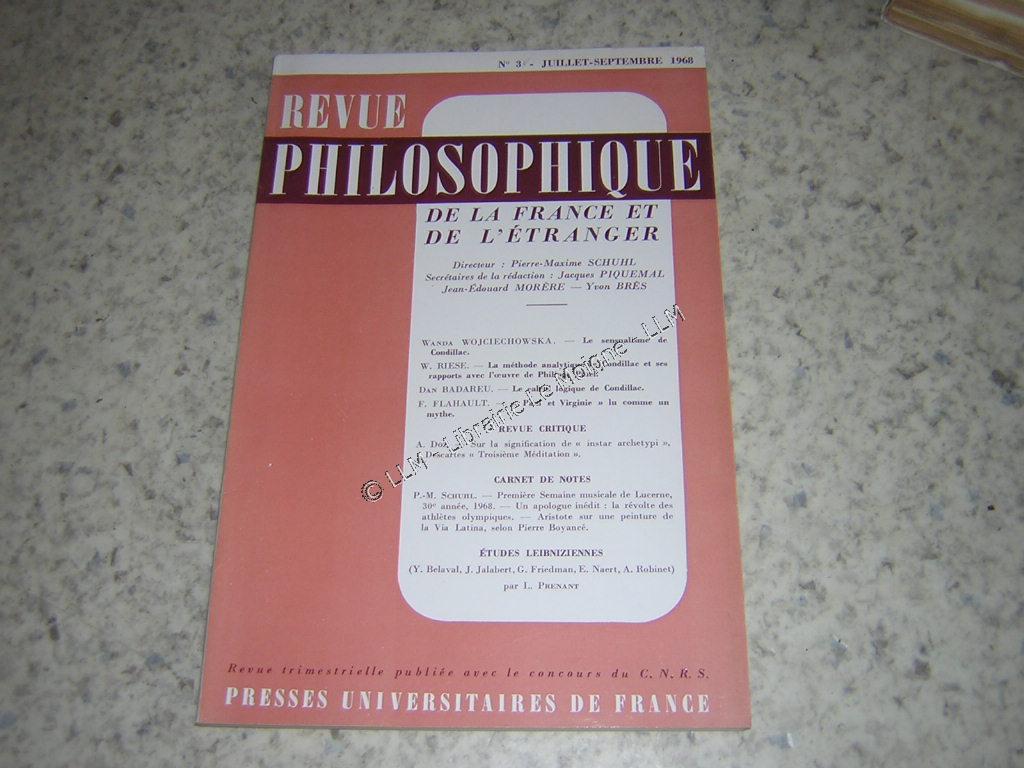 N° 3 - JUILLET-SEPTEMBRE 1968
REVUE
PHILOSOPHIQUE
DE LA FRANCE ET
DE L'ÉTRANGER
Directeur : Pierre-Maxime SCHUHL
Secrétaires de la rédaction : Jacques PIQUEMAL
Jean-Édouard MORÈRE — Yvon BRÈS
WANDA WOJCIECHOWSKA. — Le sensualisme de
Condillac.
W. RIESE. — La méthode analytique Condillac et ses
rapports avec l'œuvre de
DAN BADAREU. — Le calcul logique de Condillac.
F. FLAHAULT. et Virginie » lu comme un
mythe.
REVUE CRITIQUE
A. Sur la signification de « instar archetypi »,
Descartes « Troisième Méditation ».
CARNET DE NOTES
P.-M. SCHUHL. — Première Semaine musicale de Lucerne,
30e année, 1968. — Un apologue inédit : la révolte des
athlètes olympiques. — Aristote sur une peinture de
la Via Latina, selon Pierre Boyancé.
ÉTUDES LEIBNIZIENNES
(Y. Belaval, J. Jalabert, G. Friedman, E. Naert, A. Robinet)
par L. PRENANT
Revue trimestrielle publiée avec le concours du C. N. R. S.
PRESSES UNIVERSITAIRES DE FRANCE
© LLM - Librairie Le Moigne - LLM